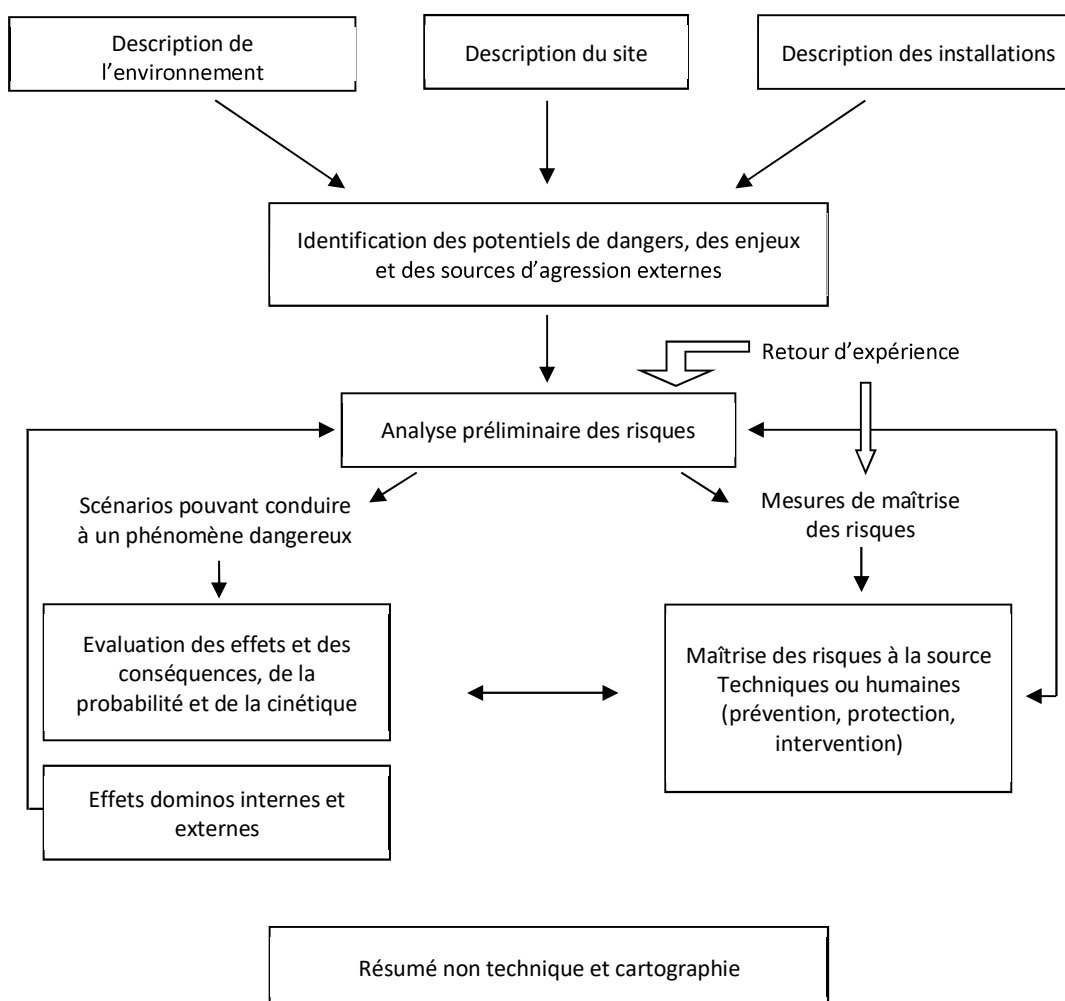 Description de
l’environnement
Description du site
Description des installations
Identification des potentiels de dangers, des enjeux
et des sources d’agression externes
Retour d’expérience
Analyse préliminaire des risques
Scénarios pouvant conduire
à un phénomène dangereux
Mesures de maîtrise
des risques
Evaluation des effets et des
conséquences, de la
probabilité et de la cinétique
Maîtrise des risques à la source
Techniques ou humaines
(prévention, protection,
intervention)
Effets dominos internes et
externes
Résumé non technique et cartographie